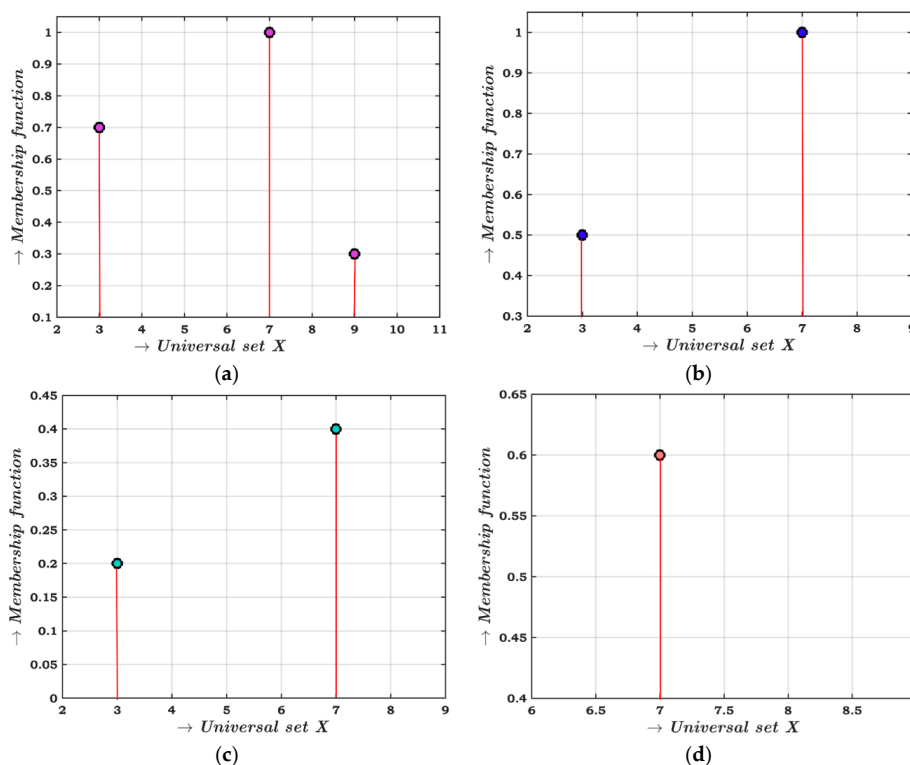 1
0.9
0.8
0.7
0.6
0.5
0.4
0.3
0.2
0.1
→ Membership function
2 3 4 5 6 7 8 9 10 11
→ Universal set X
(a)
1
0.9
0.8
0.7
0.6
0.5
0.4
0.3
→ Membership function
2 3 4 5 6 7 8 9
→ Universal set X
(b)
0.45
0.4
0.35
0.3
0.25
0.2
0.15
0.1
0.05
0
→ Membership function
2 3 4 5 6 7 8 9
→ Universal set X
(c)
0.65
0.6
0.55
0.5
0.45
0.4
→ Membership function
6 6.5 7 7.5 8 8.5
→ Universal set X
(d)